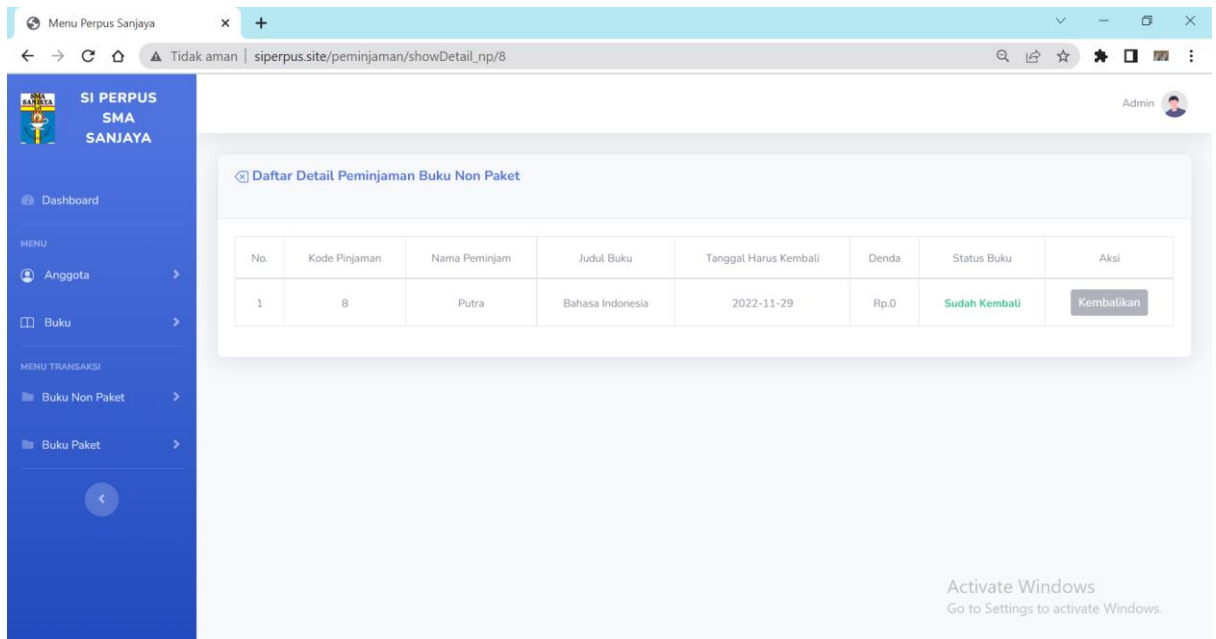 Menu Perpus Sanjaya
Tidak aman | siperpus.site/peminjaman/showDetail_np/8
SMA
SANJAYA
SI PERPUS
SMA
SANJAYA
Admin
Dashboard
MENU
Anggota
Buku
MENU TRANSAKSI
Buku Non Paket
Buku Paket
Daftar Detail Peminjaman Buku Non Paket
No. Kode Pinjaman Nama Peminjam Judul Buku Tanggal Harus Kembali Denda Status Buku Aksi
1 8 Putra Bahasa Indonesia 2022-11-29 Rp.0 Sudah Kembali Kembalikan
Activate Windows
Go to Settings to activate Windows.